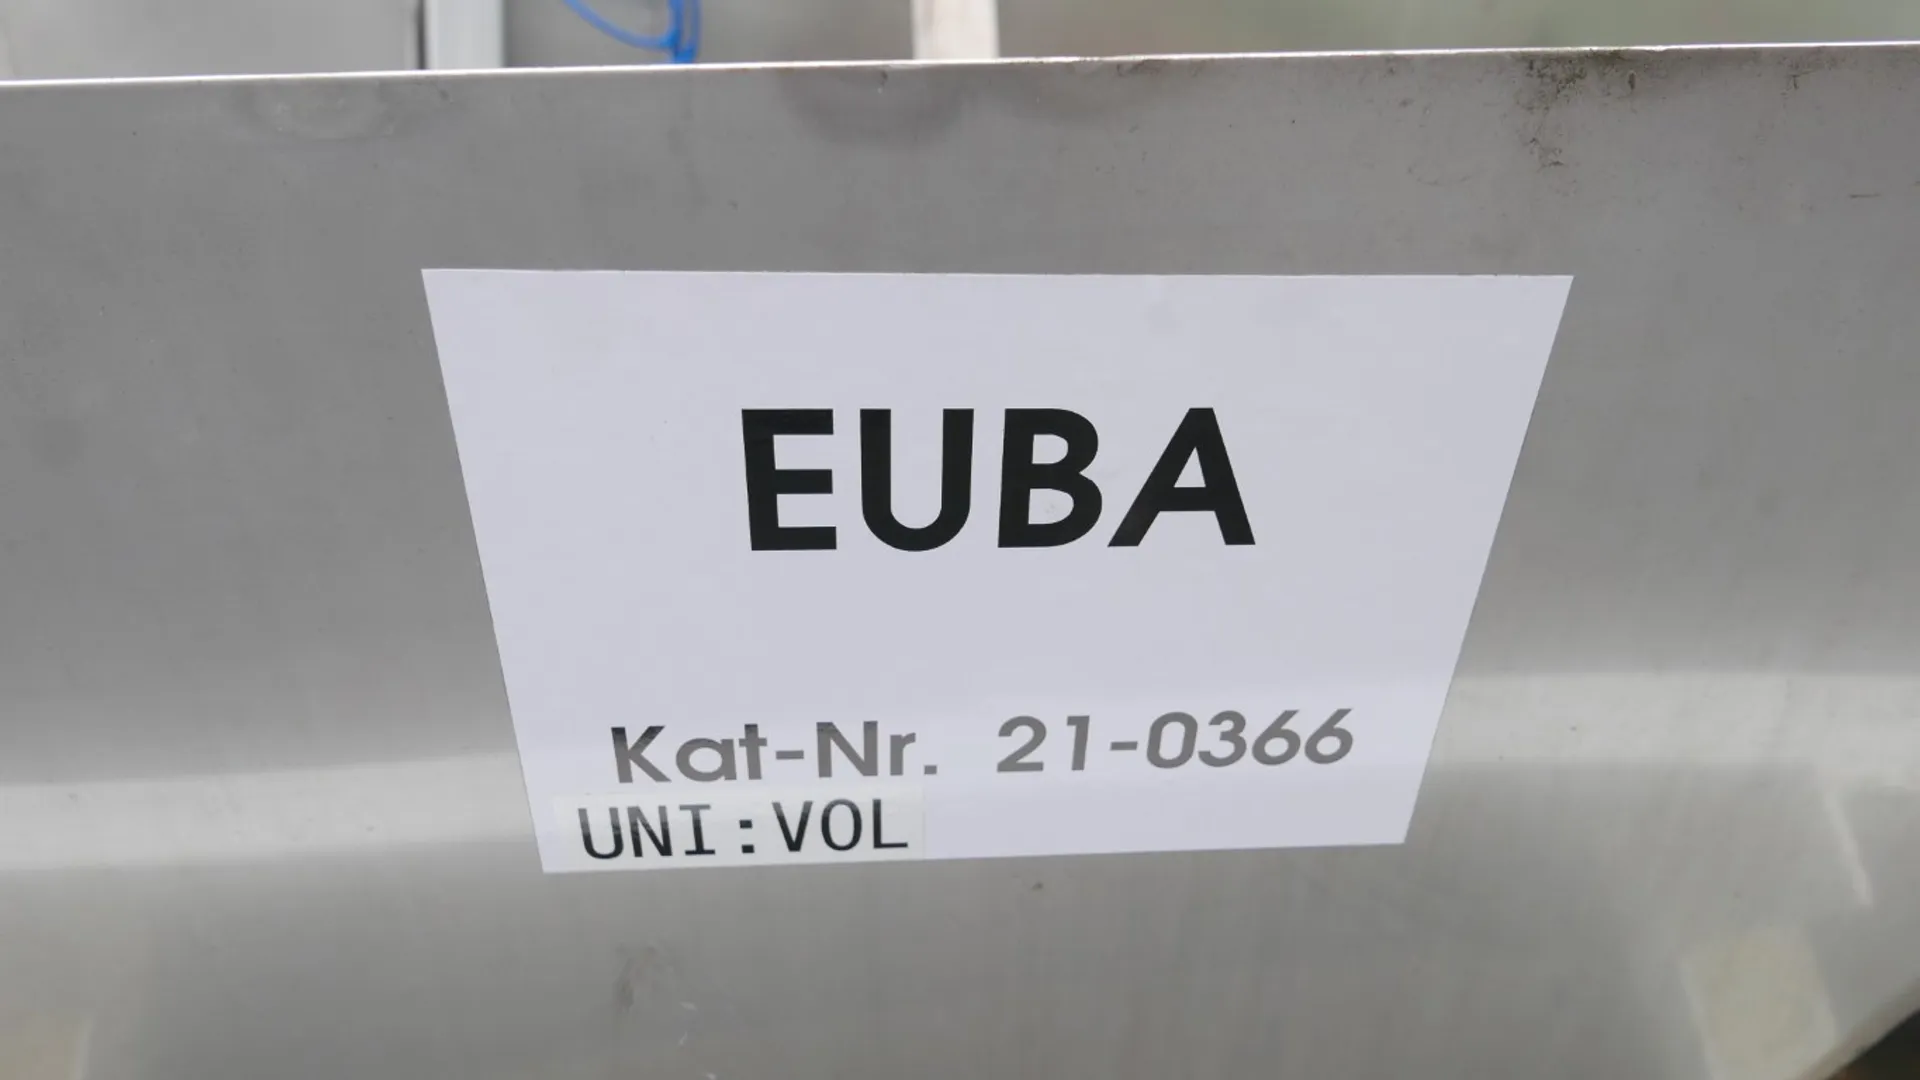 EUBA
Kat-Nr. 21-0366
UNI:VOL